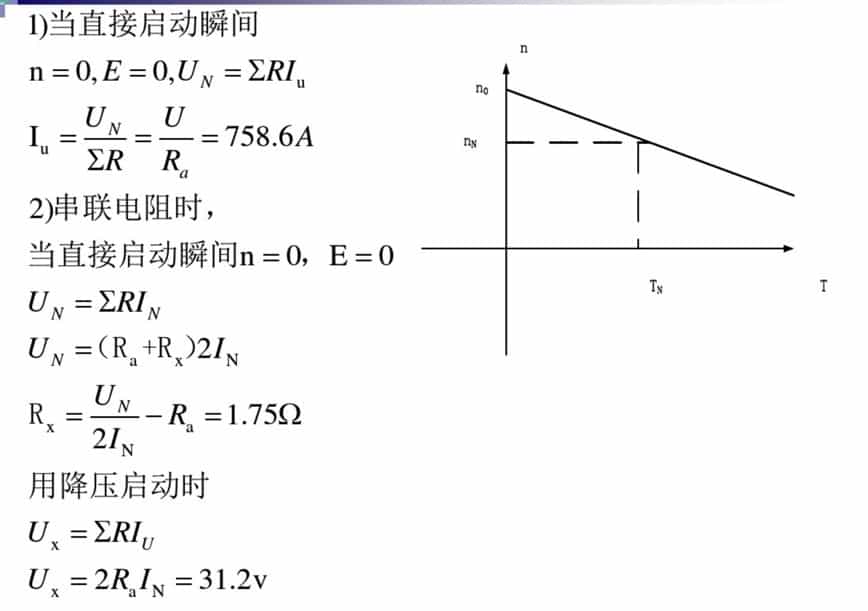 1)当直接启动瞬间
n = 0, E = 0, U_N = ΣRI_u
I_u = U_N / ΣR = U / R_a = 758.6A
2)串联电阻时，
当直接启动瞬间n = 0，E = 0
U_N = ΣRI_N
U_N =(R_a+R_x)2I_N
R_x = U_N / 2I_N − R_a = 1.75Ω
用降压启动时
U_x = ΣRI_U
U_x = 2R_aI_N = 31.2v
n
n₀
n_N
T_N
T